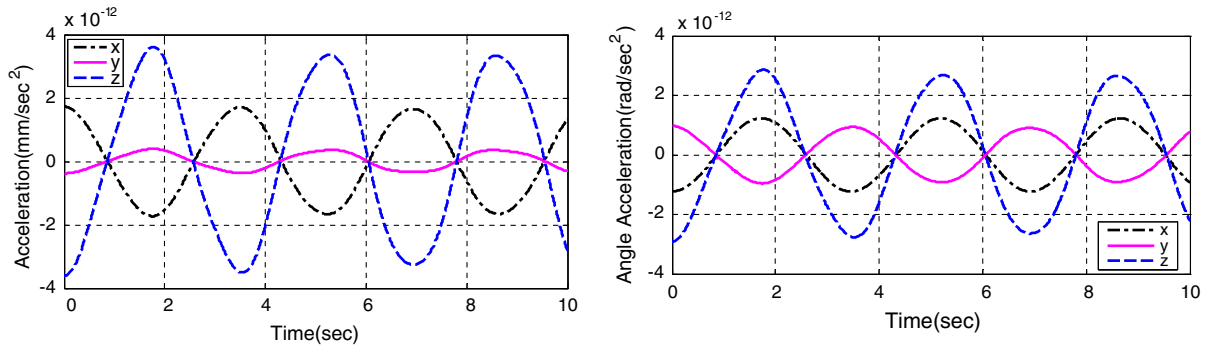 x 10^-12
Acceleration(mm/sec^2)
4
2
0
-2
-4
x
y
z
0 2 4 6 8 10
Time(sec)
x 10^-12
Angle Acceleration(rad/sec^2)
4
2
0
-2
-4
x
y
z
0 2 4 6 8 10
Time(sec)